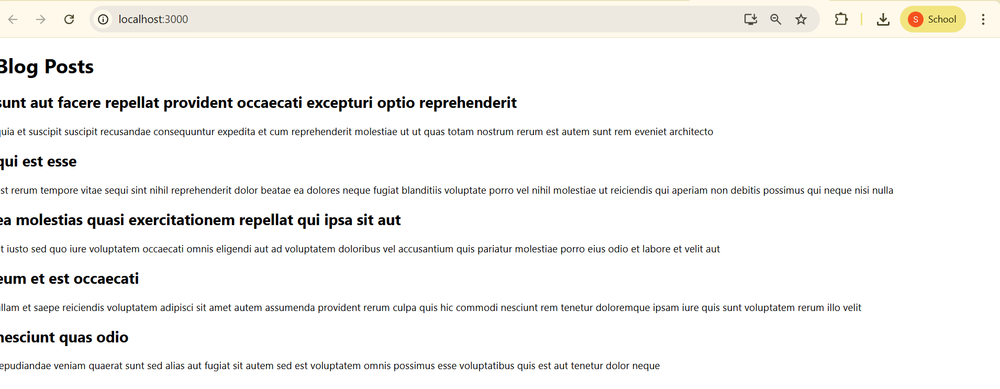 localhost:3000
S School
Blog Posts
sunt aut facere repellat provident occaecati excepturi optio reprehenderit
quia et suscipit suscipit recusandae consequuntur expedita et cum reprehenderit molestiae ut ut quas totam nostrum rerum est autem sunt rem eveniet architecto
qui est esse
est rerum tempore vitae sequi sint nihil reprehenderit dolor beatae ea dolores neque fugiat blanditiis voluptate porro vel nihil molestiae ut reiciendis qui aperiam non debitis possimus qui neque nisi nulla
ea molestias quasi exercitationem repellat qui ipsa sit aut
et iusto sed quo iure voluptatem occaecati omnis eligendi aut ad voluptatem doloribus vel accusantium quis pariatur molestiae porro eius odio et labore et velit aut
eum et est occaecati
ullam et saepe reiciendis voluptatem adipisci sit amet autem assumenda provident rerum culpa quis hic commodi nesciunt rem tenetur doloremque ipsam iure quis sunt voluptatem rerum illo velit
nesciunt quas odio
repudiandae veniam quaerat sunt sed alias aut fugiat sit autem sed est voluptatem omnis possimus esse voluptatibus quis est aut tenetur dolor neque